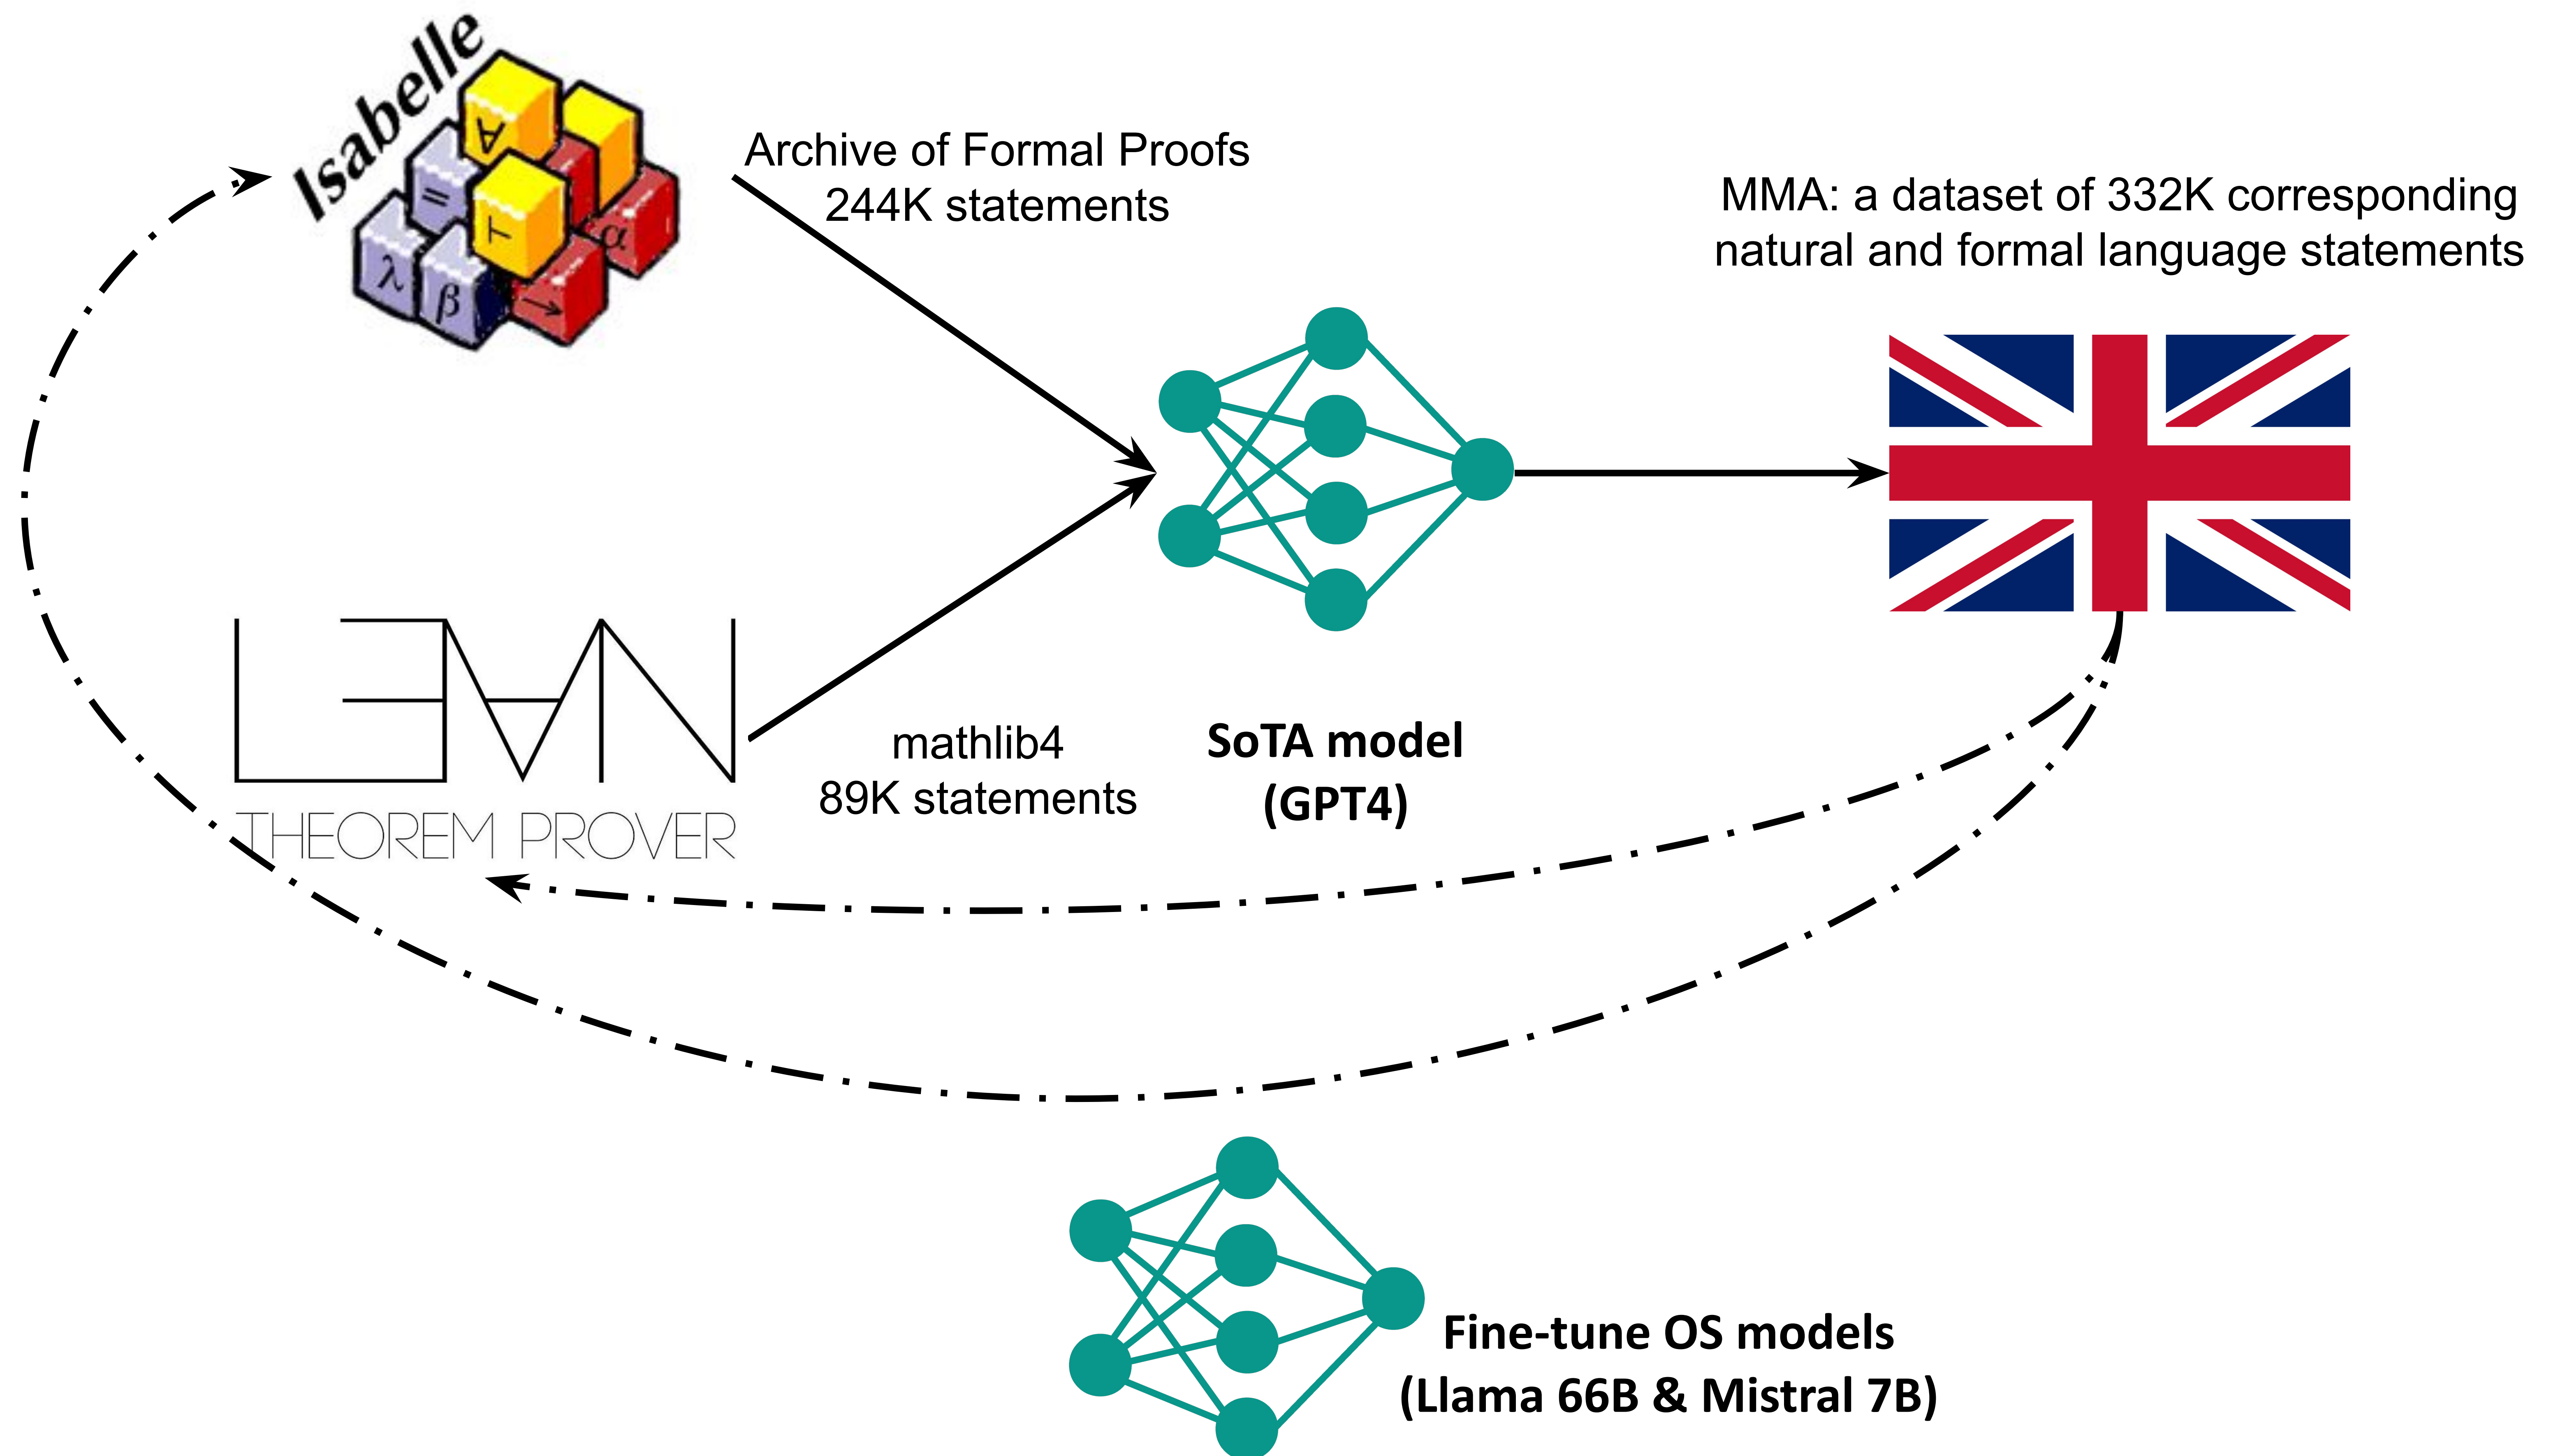 Isabelle
∀
=
⊢
α
λ
β
→
Archive of Formal Proofs
244K statements
MMA: a dataset of 332K corresponding
natural and formal language statements
L∃∀N
THEOREM PROVER
mathlib4
89K statements
SoTA model
(GPT4)
Fine-tune OS models
(Llama 66B & Mistral 7B)